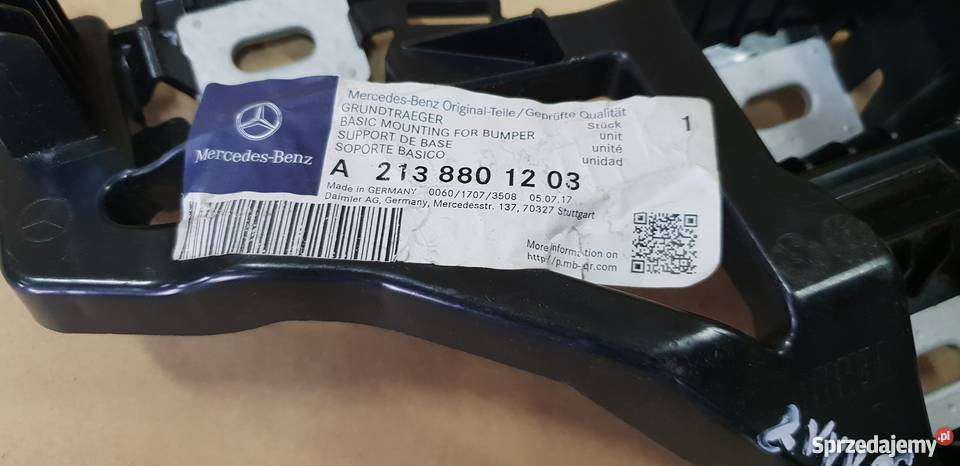 Mercedes-Benz
Mercedes-Benz Original-Teile/Geprüfte Qualität
GRUNDTRAEGER
BASIC MOUNTING FOR BUMPER
SUPPORT DE BASE
SOPORTE BASICO
Stück
unit
unité
unidad
1
A 213 880 12 03
Made in GERMANY 0060/1707/3508 05.07.17
Daimler AG, Germany, Mercedesstr. 137, 70327 Stuttgart
More information on
http://p.mb-qr.com
Sprzedajemy.pl